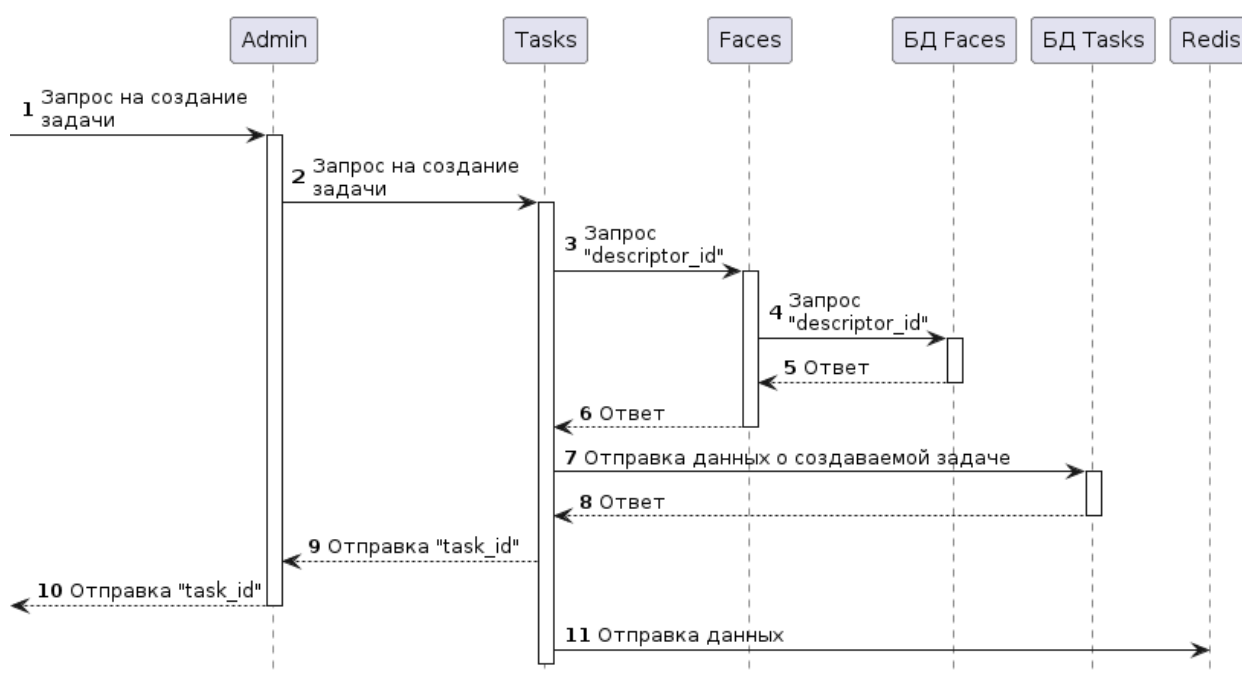 Admin
Tasks
Faces
БД Faces
БД Tasks
Redis
1 Запрос на создание
задачи
2 Запрос на создание
задачи
3 Запрос
"descriptor_id"
4 Запрос
"descriptor_id"
5 Ответ
6 Ответ
7 Отправка данных о создаваемой задаче
8 Ответ
9 Отправка "task_id"
10 Отправка "task_id"
11 Отправка данных